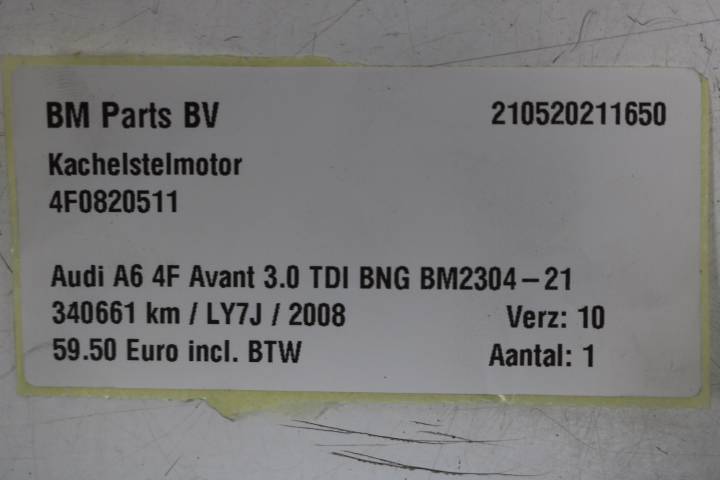 BM Parts BV 210520211650
Kachelstelmotor
4F0820511
Audi A6 4F Avant 3.0 TDI BNG BM2304-21
340661 km / LY7J / 2008 Verz: 10
59.50 Euro incl. BTW Aantal: 1